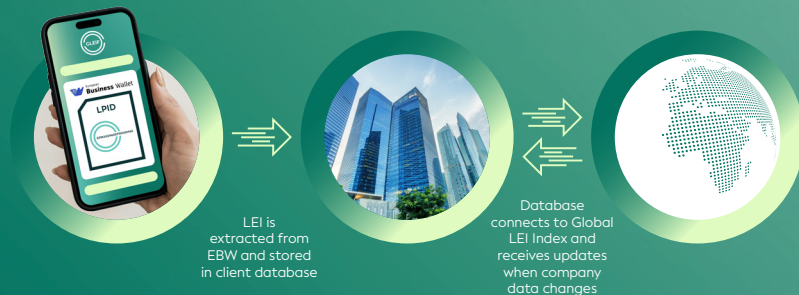 GLEIF
European
Business Wallet
LPID
LEI is
extracted from
EBW and stored
in client database
Database
connects to Global
LEI Index and
receives updates
when company
data changes